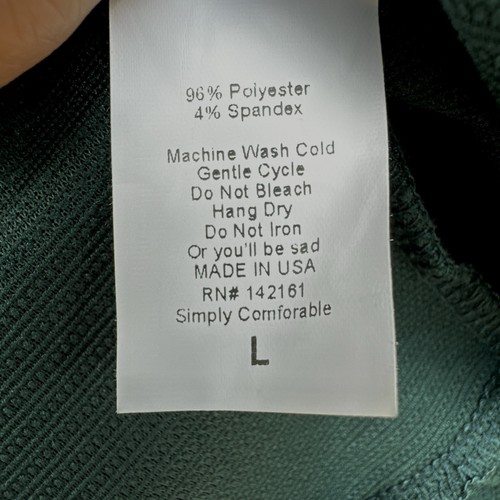 96% Polyester
4% Spandex
Machine Wash Cold
Gentle Cycle
Do Not Bleach
Hang Dry
Do Not Iron
Or you'll be sad
MADE IN USA
RN# 142161
Simply Comforable
L